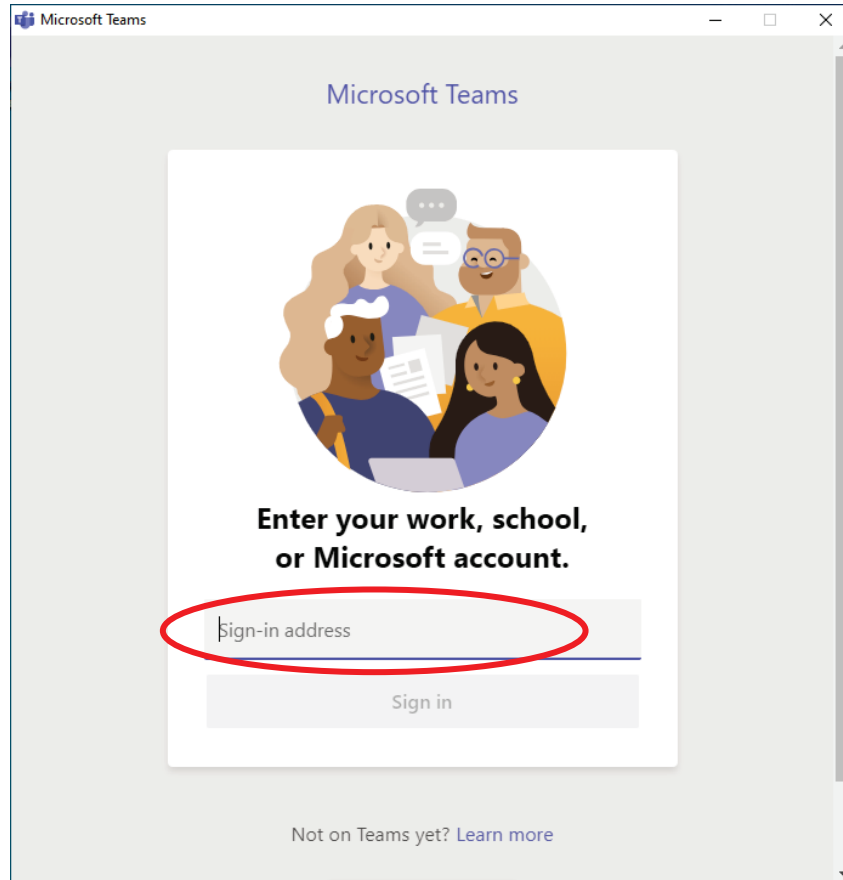 Microsoft Teams
Microsoft Teams
Enter your work, school,
or Microsoft account.
Sign-in address
Sign in
Not on Teams yet? Learn more